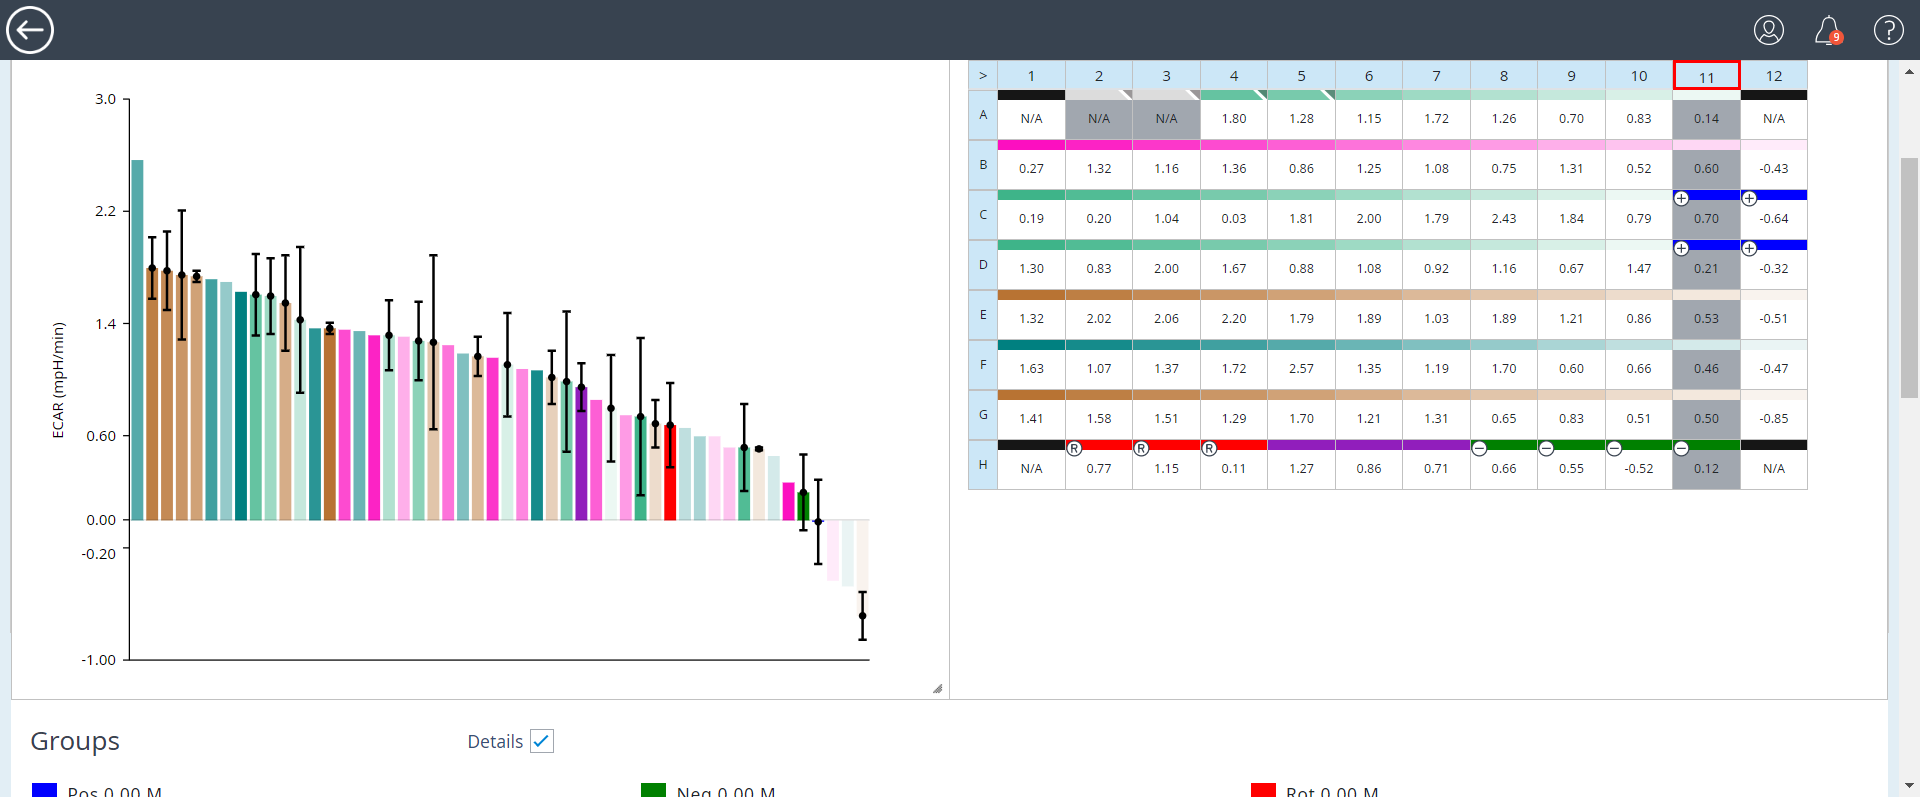 9
?
3.0
2.2
1.4
0.60
0.00
-0.20
-1.00
ECAR (mpH/min)
> 1 2 3 4 5 6 7 8 9 10 11 12
A N/A N/A N/A 1.80 1.28 1.15 1.72 1.26 0.70 0.83 0.14 N/A
B 0.27 1.32 1.16 1.36 0.86 1.25 1.08 0.75 1.31 0.52 0.60 -0.43
+ +
C 0.19 0.20 1.04 0.03 1.81 2.00 1.79 2.43 1.84 0.79 0.70 -0.64
+ +
D 1.30 0.83 2.00 1.67 0.88 1.08 0.92 1.16 0.67 1.47 0.21 -0.32
E 1.32 2.02 2.06 2.20 1.79 1.89 1.03 1.89 1.21 0.86 0.53 -0.51
F 1.63 1.07 1.37 1.72 2.57 1.35 1.19 1.70 0.60 0.66 0.46 -0.47
G 1.41 1.58 1.51 1.29 1.70 1.21 1.31 0.65 0.83 0.51 0.50 -0.85
R R R − − − −
H N/A 0.77 1.15 0.11 1.27 0.86 0.71 0.66 0.55 -0.52 0.12 N/A
Groups
Details
Pos 0.00 M
Neg 0.00 M
Rot 0.00 M